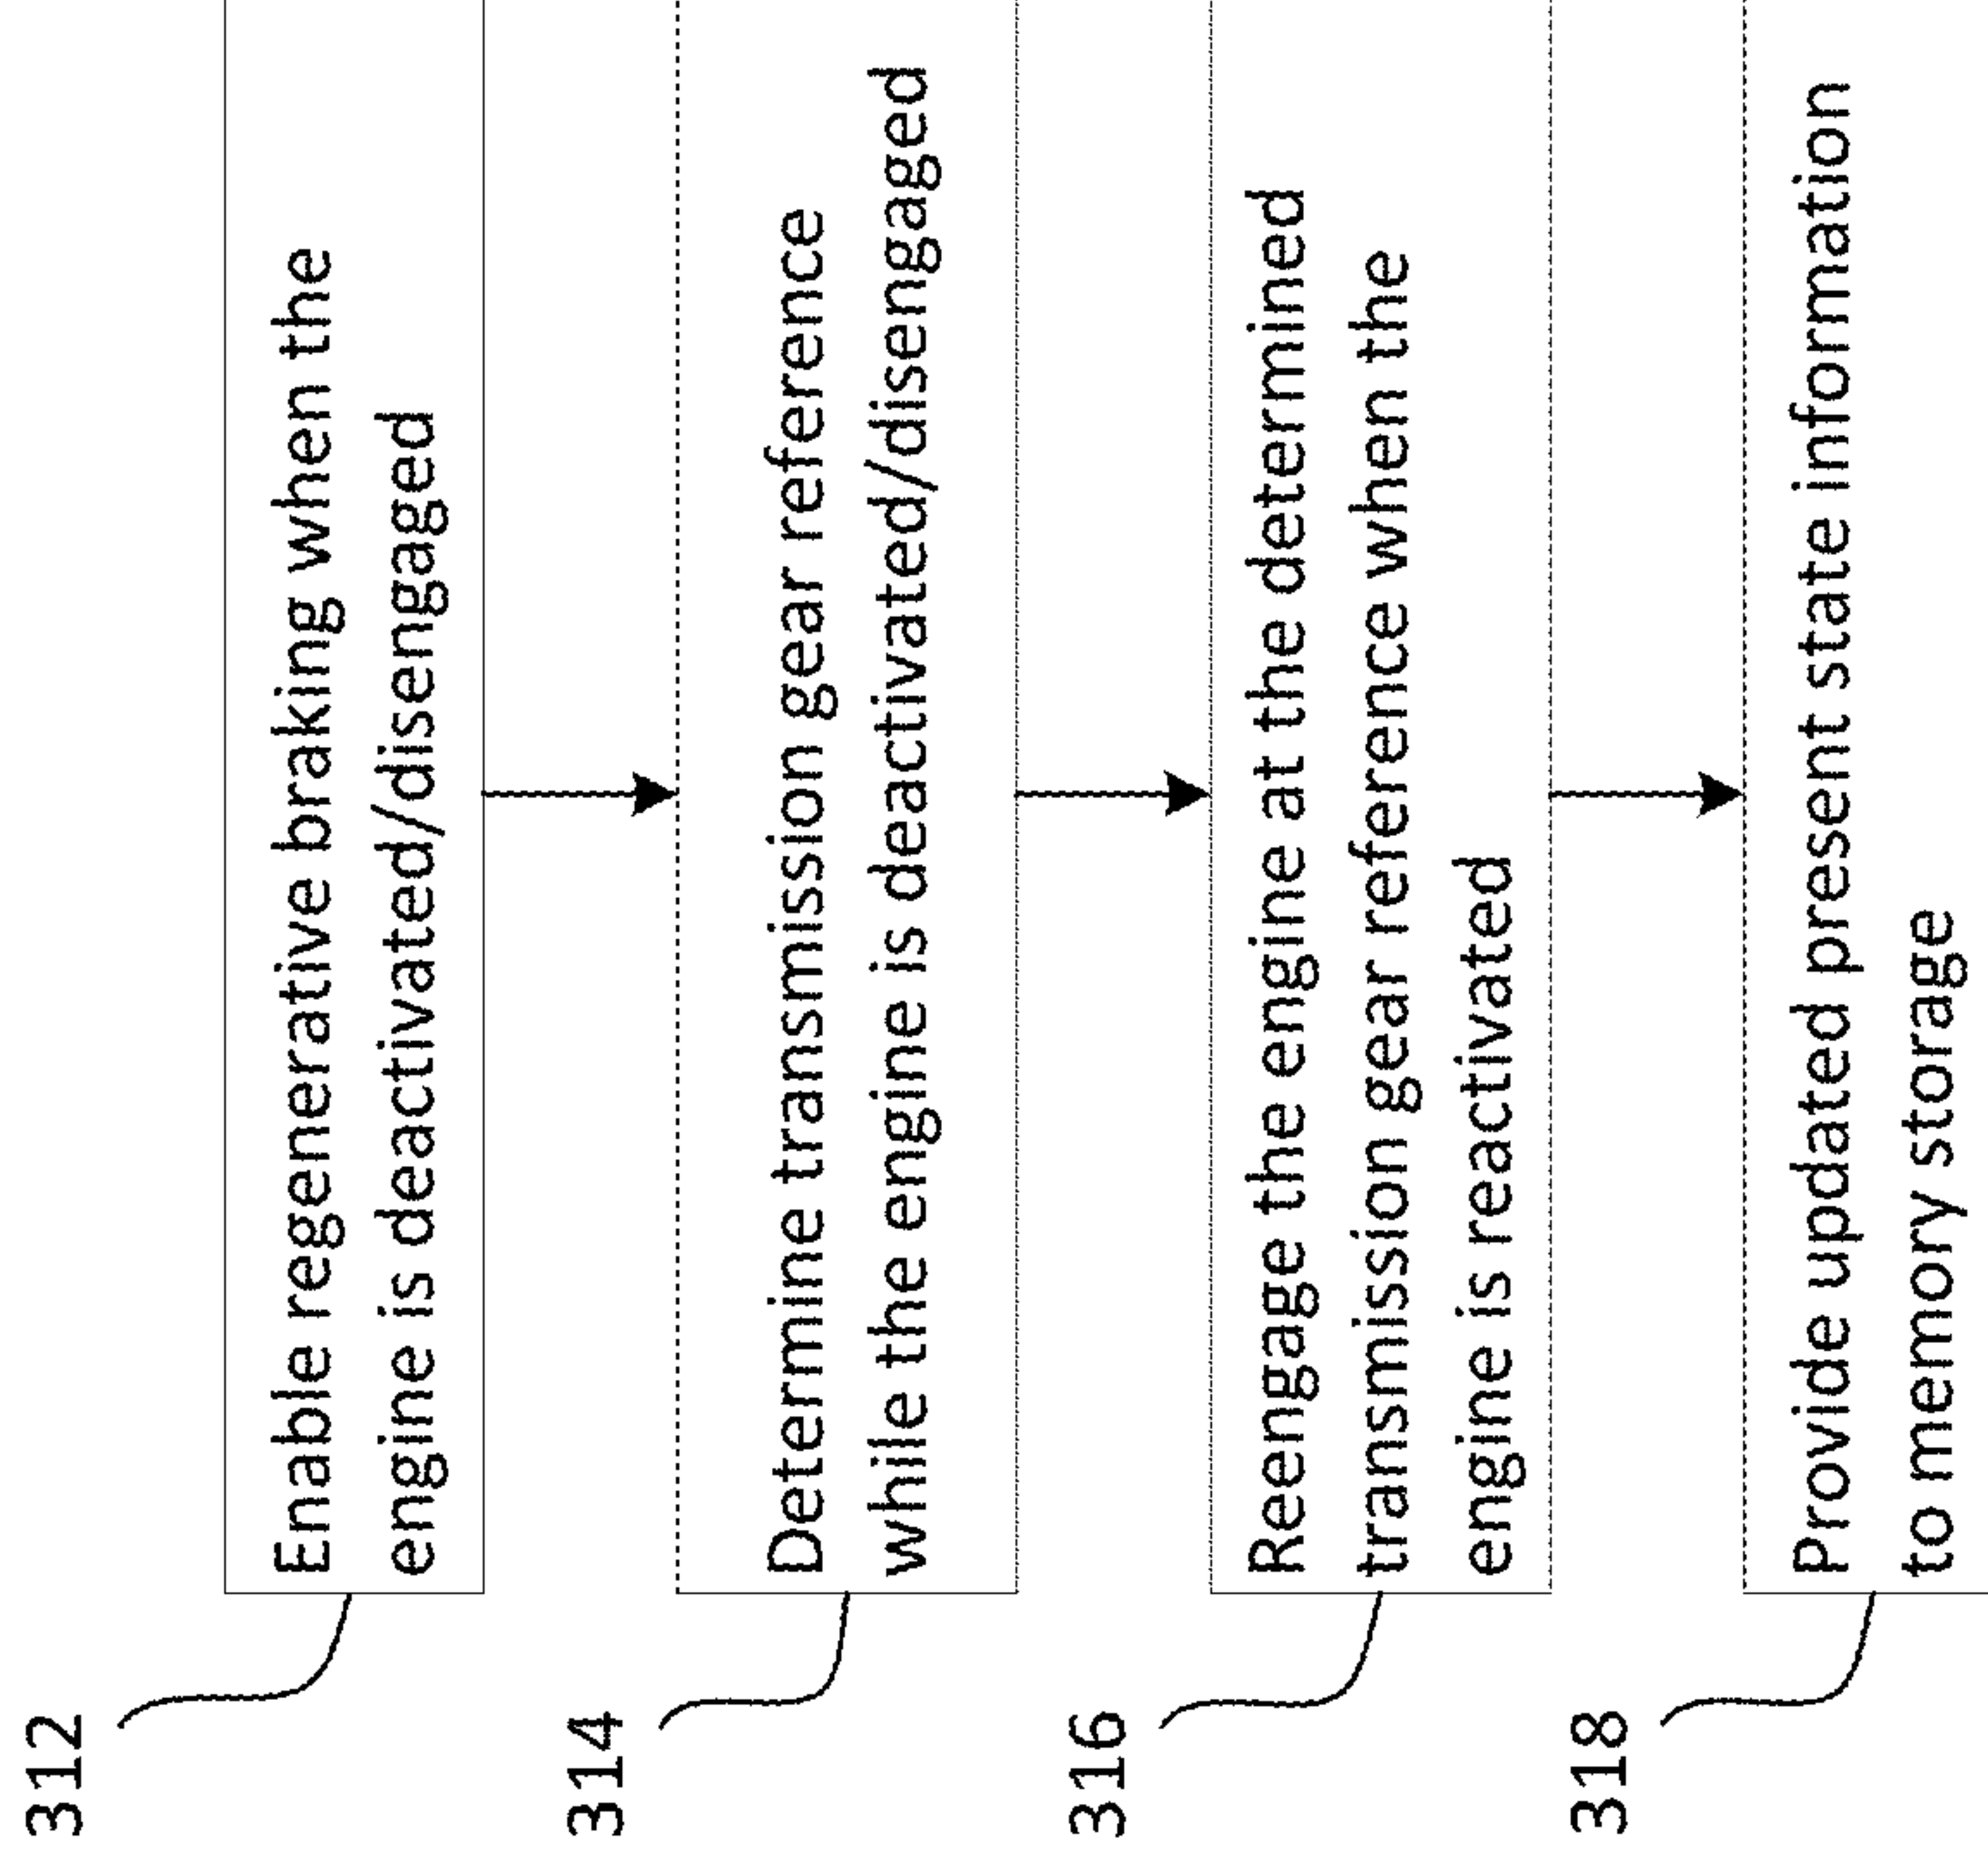 312
Enable regenerative braking when the
engine is deactivated/disengaged
314
Determine transmission gear reference
while the engine is deactivated/disengaged
316
Reengage the engine at the determined
transmission gear reference when the
engine is reactivated
318
Provide updated present state information
to memory storage